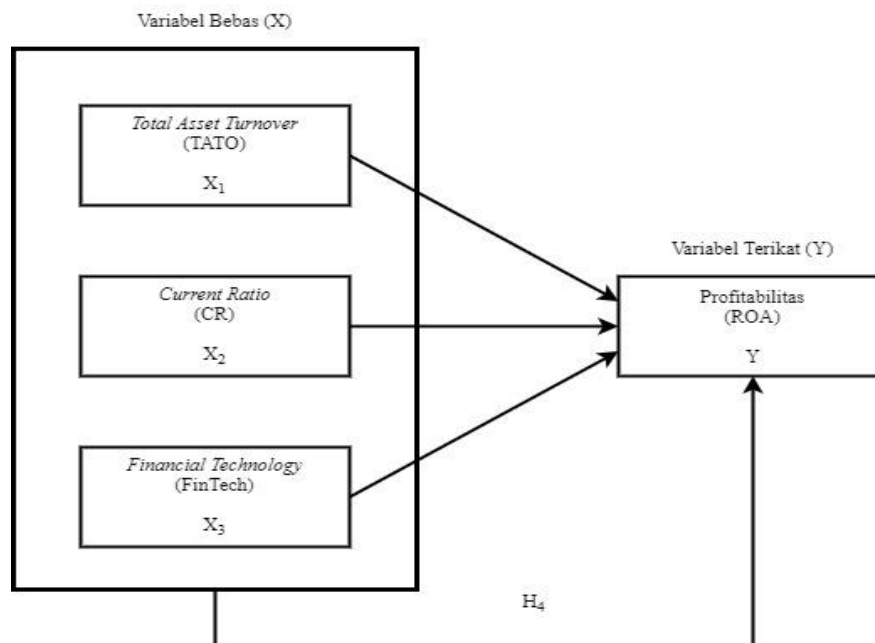 Variabel Bebas (X)
Total Asset Turnover
(TATO)
X₁
Current Ratio
(CR)
X₂
Financial Technology
(FinTech)
X₃
Variabel Terikat (Y)
Profitabilitas
(ROA)
Y
H₄